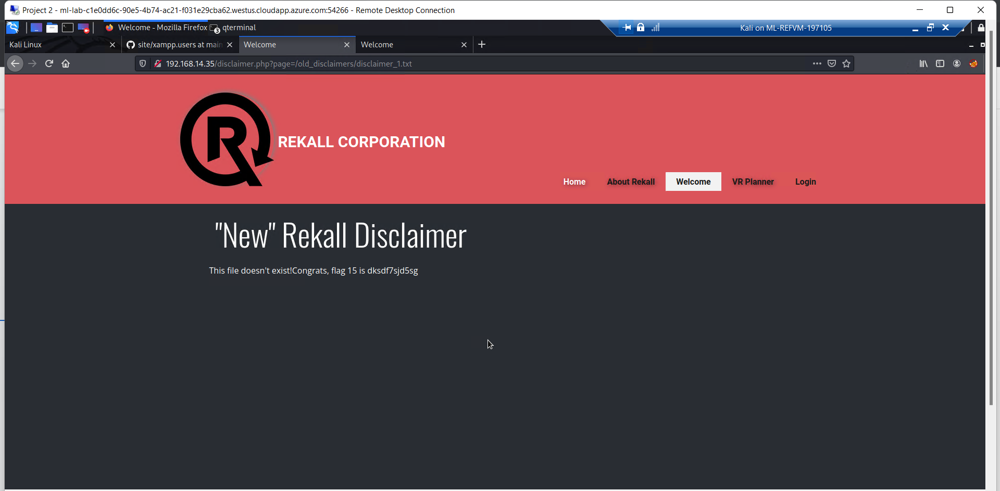 Project 2 - ml-lab-c1e0dd6c-90e5-4b74-ac21-f031e29cba62.westus.cloudapp.azure.com:54266 - Remote Desktop Connection
Welcome - Mozilla Firefox 3 qterminal
Kali on ML-REFVM-197105
Kali Linux
site/xampp.users at main
Welcome
Welcome
192.168.14.35/disclaimer.php?page=/old_disclaimers/disclaimer_1.txt
R
REKALL CORPORATION
Home About Rekall Welcome VR Planner Login
"New" Rekall Disclaimer
This file doesn't exist!Congrats, flag 15 is dksdf7sjd5sg